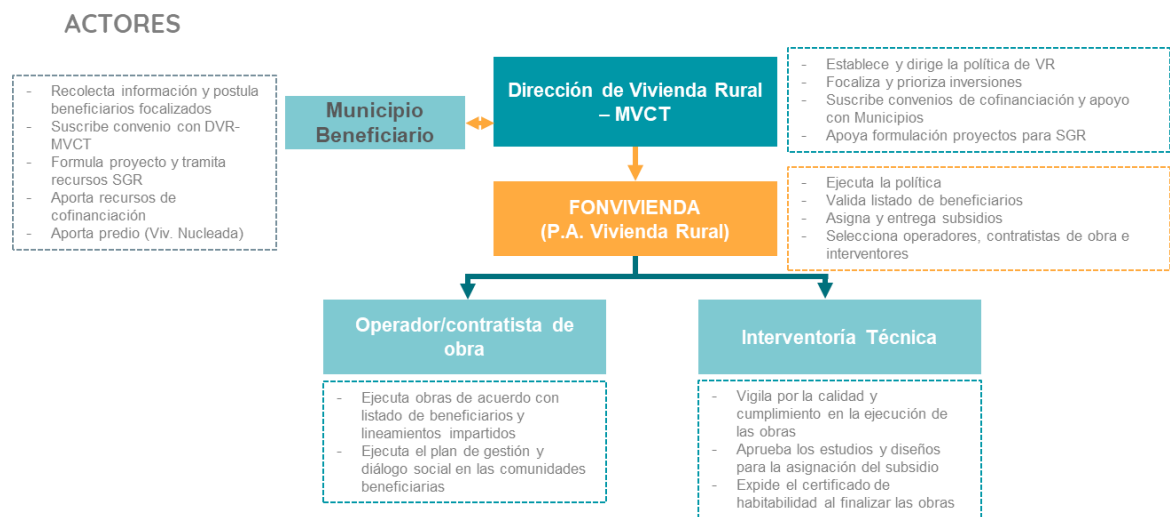 ACTORES
- Recolecta información y postula
beneficiarios focalizados
- Suscribe convenio con DVR-
MVCT
- Formula proyecto y tramita
recursos SGR
- Aporta recursos de
cofinanciación
- Aporta predio (Viv. Nucleada)
Municipio
Beneficiario
Dirección de Vivienda Rural
– MVCT
- Establece y dirige la política de VR
- Focaliza y prioriza inversiones
- Suscribe convenios de cofinanciación y apoyo
con Municipios
- Apoya formulación proyectos para SGR
FONVIVIENDA
(P.A. Vivienda Rural)
- Ejecuta la política
- Valida listado de beneficiarios
- Asigna y entrega subsidios
- Selecciona operadores, contratistas de obra e
interventores
Operador/contratista de
obra
- Ejecuta obras de acuerdo con
listado de beneficiarios y
lineamientos impartidos
- Ejecuta el plan de gestión y
diálogo social en las comunidades
beneficiarias
Interventoría Técnica
- Vigila por la calidad y
cumplimiento en la ejecución de
las obras
- Aprueba los estudios y diseños
para la asignación del subsidio
- Expide el certificado de
habitabilidad al finalizar las obras